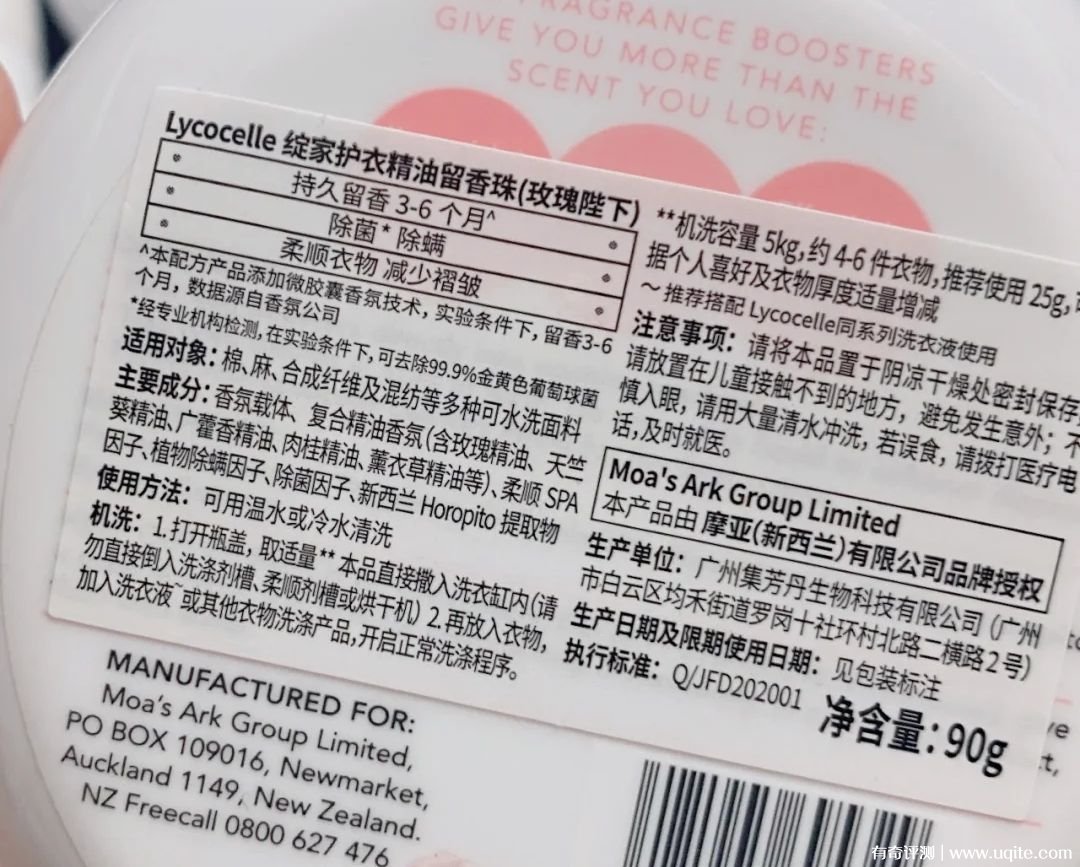 FRAGRANCE BOOSTERS
GIVE YOU MORE THAN THE
SCENT YOU LOVE:
Lycocelle 绽家护衣精油留香珠(玫瑰陛下)
持久留香 3-6 个月^
除菌* 除螨
柔顺衣物 减少褶皱
^本配方产品添加微胶囊香氛技术，实验条件下，留香3-6
个月，数据源自香氛公司
*经专业机构检测,在实验条件下,可去除99.9%金黄色葡萄球菌
适用对象：棉、麻、合成纤维及混纺等多种可水洗面料
主要成分：香氛载体、复合精油香氛(含玫瑰精油、天竺
葵精油、广藿香精油、肉桂精油、薰衣草精油等)、柔顺 SPA
因子、植物除螨因子、除菌因子、新西兰 Horopito 提取物
使用方法：可用温水或冷水清洗
机洗：1.打开瓶盖，取适量** 本品直接撒入洗衣缸内(请
勿直接倒入洗涤剂槽、柔顺剂槽或烘干机) 2.再放入衣物，
加入洗衣液~或其他衣物洗涤产品,开启正常洗涤程序。
**机洗容量 5kg,约 4-6 件衣物,推荐使用 25g,
据个人喜好及衣物厚度适量增减
～推荐搭配 Lycocelle同系列洗衣液使用
注意事项：请将本品置于阴凉干燥处密封保存
请放置在儿童接触不到的地方，避免发生意外；不
慎入眼，请用大量清水冲洗，若误食，请拨打医疗电
话,及时就医。
Moa's Ark Group Limited
本产品由 摩亚(新西兰)有限公司品牌授权
生产单位：广州集芳丹生物科技有限公司 (广州
市白云区均禾街道罗岗十社环村北路二横路2号)
生产日期及限期使用日期：见包装标注
执行标准：Q/JFD202001
净含量：90g
MANUFACTURED FOR:
Moa's Ark Group Limited,
PO BOX 109016, Newmarket,
Auckland 1149, New Zealand.
NZ Freecall 0800 627 476
有奇评测 | www.uqite.com